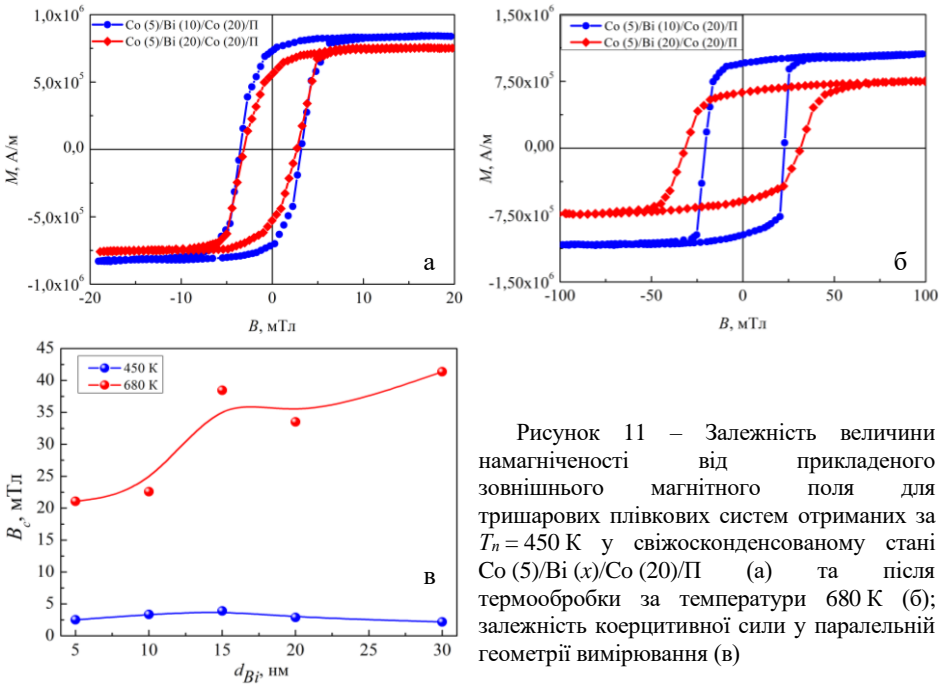 1,0x10⁶
5,0x10⁵
0,0
-5,0x10⁵
-1,0x10⁶
M, А/м
Co (5)/Bi (10)/Co (20)/П
Co (5)/Bi (20)/Co (20)/П
а
-20 -10 0 10 20
B, мТл
1,50x10⁶
7,50x10⁵
0,00
-7,50x10⁵
-1,50x10⁶
M, А/м
Co (5)/Bi (10)/Co (20)/П
Co (5)/Bi (20)/Co (20)/П
б
-100 -50 0 50 100
B, мТл
45
40
35
30
25
20
15
10
5
0
Bc, мТл
450 К
680 К
в
5 10 15 20 25 30
dBi, нм
Рисунок 11 – Залежність величини
намагніченості від прикладеного
зовнішнього магнітного поля для
тришарових плівкових систем отриманих за
Tп = 450 К у свіжосконденсованому стані
Co (5)/Bi (x)/Co (20)/П (а) та після
термообробки за температури 680 К (б);
залежність коерцитивної сили у паралельній
геометрії вимірювання (в)